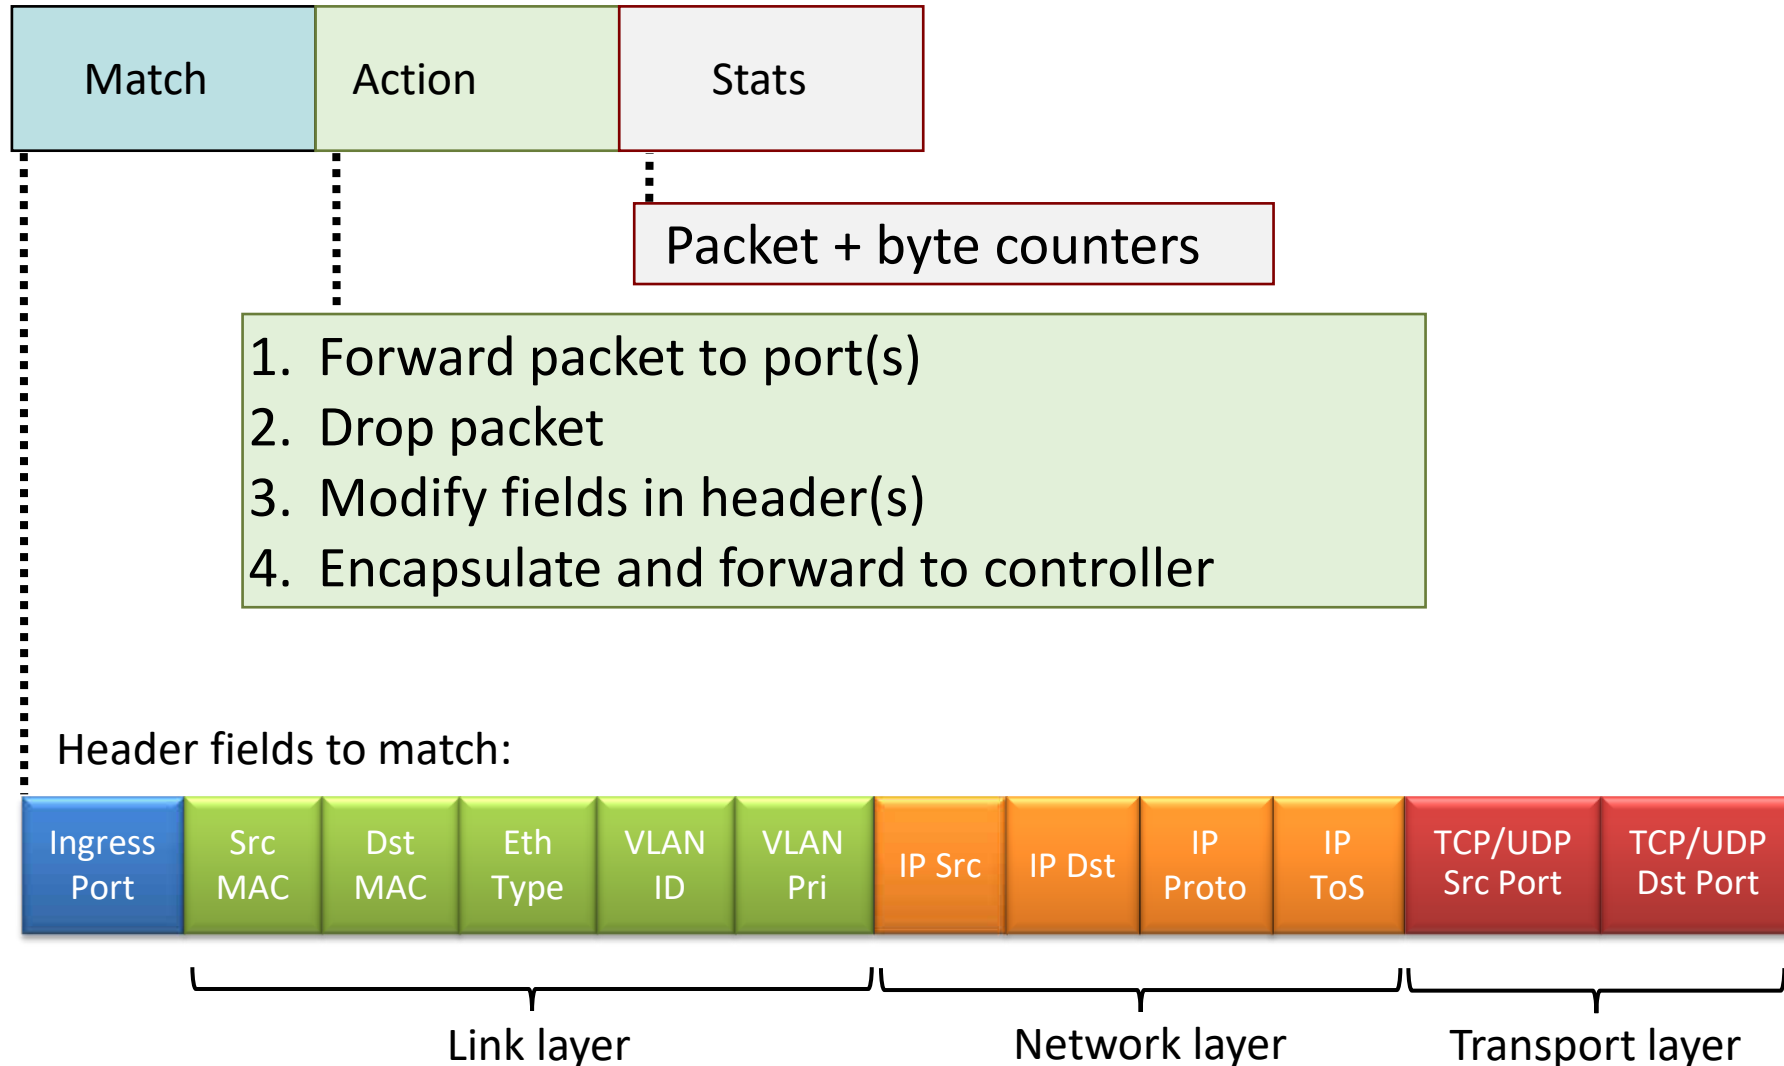 Match
Action
Stats
Packet + byte counters
1. Forward packet to port(s)
2. Drop packet
3. Modify fields in header(s)
4. Encapsulate and forward to controller
Header fields to match:
Ingress
Port
Src
MAC
Dst
MAC
Eth
Type
VLAN
ID
VLAN
Pri
IP Src
IP Dst
IP
Proto
IP
ToS
TCP/UDP
Src Port
TCP/UDP
Dst Port
Link layer
Network layer
Transport layer